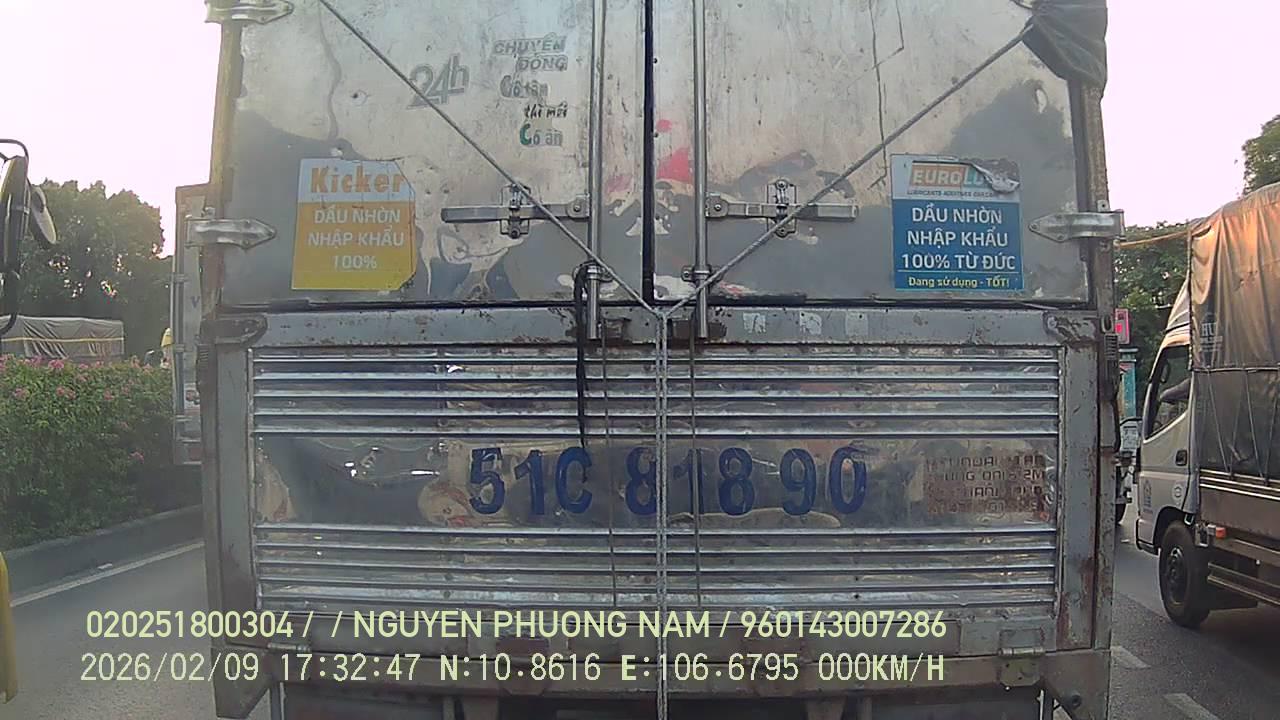 24h
CHUYỂN
ĐỘNG
Có tân
thì mới
Có ăn
Kicker
DẦU NHỜN
NHẬP KHẨU
100%
DẦU NHỜN
NHẬP KHẨU
100% TỪ ĐỨC
Đang sử dụng - TỐT!
51C 818 90
020251800304 / / NGUYEN PHUONG NAM / 960143007286
2026/02/09 17:32:47 N:10.8616 E:106.6795 000KM/H